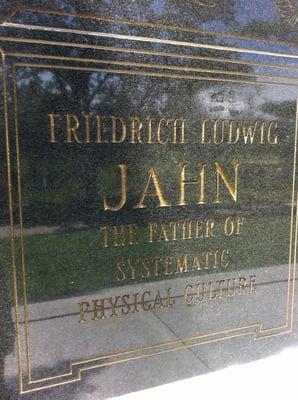 FRIEDRICH LUDWIG
JAHN
THE FATHER OF
SYSTEMATIC
PHYSICAL CULTURE